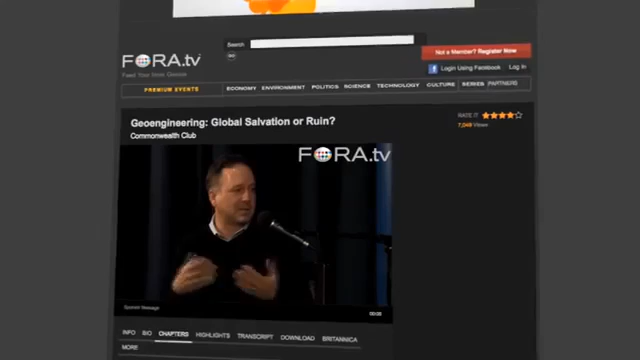 Search
Not a Member? Register Now
FORA.tv
Feed Your Inner Genius
Login Using Facebook Log In
PREMIUM EVENTS ECONOMY ENVIRONMENT POLITICS SCIENCE TECHNOLOGY CULTURE SERIES PARTNERS
Geoengineering: Global Salvation or Ruin?
Commonwealth Club
RATE IT
7,049 Views
FORA.tv
INFO BIO CHAPTERS HIGHLIGHTS TRANSCRIPT DOWNLOAD BRITANNICA
MORE